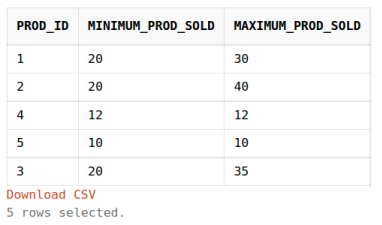 PROD_ID MINIMUM_PROD_SOLD MAXIMUM_PROD_SOLD
1 20 30
2 20 40
4 12 12
5 10 10
3 20 35
Download CSV
5 rows selected.